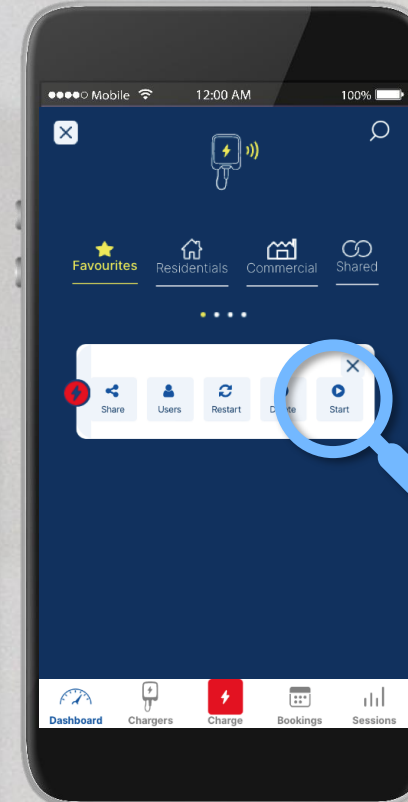 Mobile 12:00 AM 100%
Favourites Residentials Commercial Shared
Share Users Restart Start
Dashboard Chargers Charge Bookings Sessions